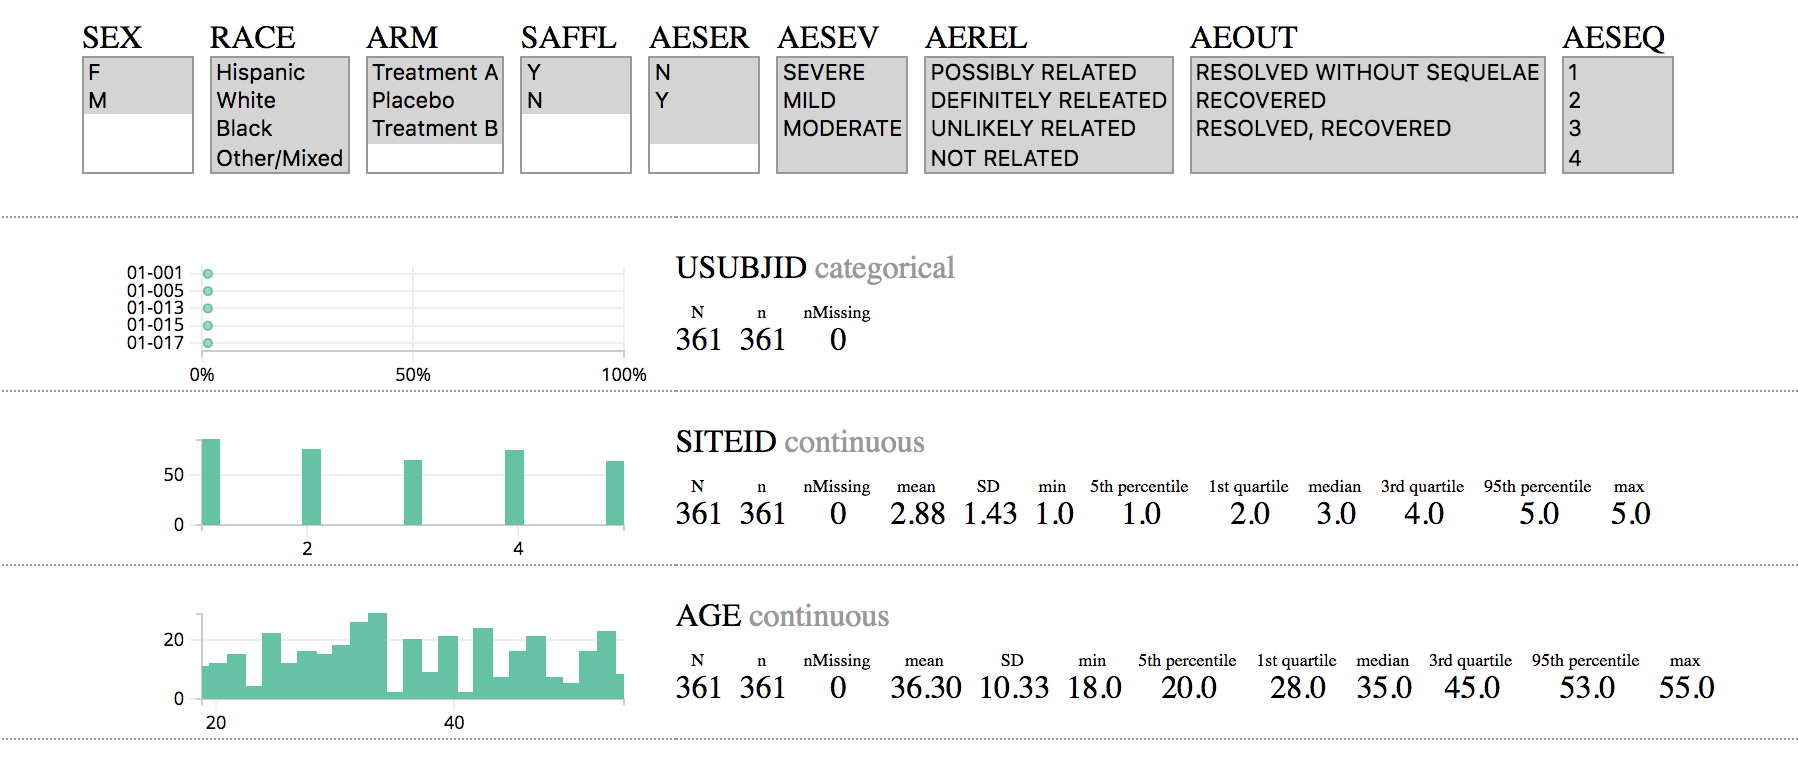 SEX RACE ARM SAFFL AESER AESEV AEREL AEOUT AESEQ
F Hispanic Treatment A Y N SEVERE POSSIBLY RELATED RESOLVED WITHOUT SEQUELAE 1
M White Placebo N Y MILD DEFINITELY RELEATED RECOVERED 2
Black Treatment B MODERATE UNLIKELY RELATED RESOLVED, RECOVERED 3
Other/Mixed NOT RELATED 4
USUBJID categorical
01-001
01-005
01-013
01-015
01-017
0% 50% 100%
N n nMissing
361 361 0
SITEID continuous
50
0
2 4
N n nMissing mean SD min 5th percentile 1st quartile median 3rd quartile 95th percentile max
361 361 0 2.88 1.43 1.0 1.0 2.0 3.0 4.0 5.0 5.0
AGE continuous
20
0
20 40
N n nMissing mean SD min 5th percentile 1st quartile median 3rd quartile 95th percentile max
361 361 0 36.30 10.33 18.0 20.0 28.0 35.0 45.0 53.0 55.0